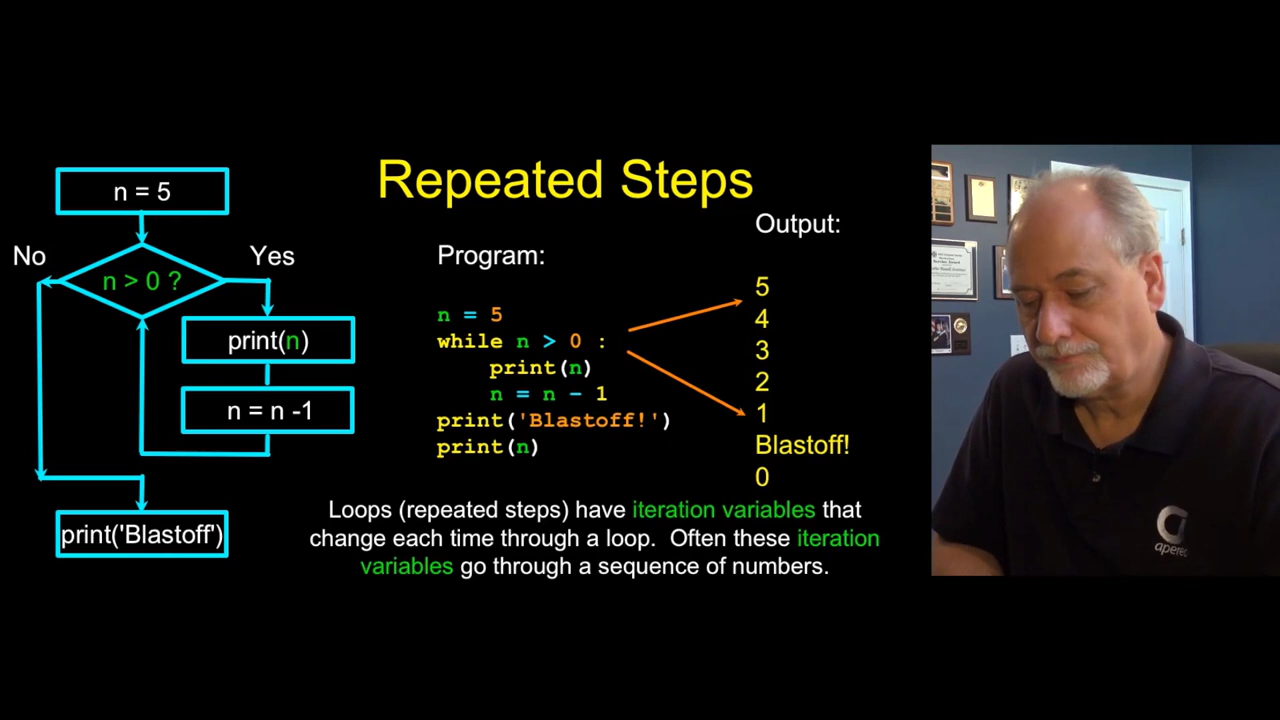 Repeated Steps
n = 5
No
Yes
n > 0 ?
print(n)
n = n -1
print('Blastoff')
Program:
n = 5
while n > 0 :
    print(n)
    n = n - 1
print('Blastoff!')
print(n)
Output:
5
4
3
2
1
Blastoff!
0
Loops (repeated steps) have iteration variables that
change each time through a loop.  Often these iteration
variables go through a sequence of numbers.